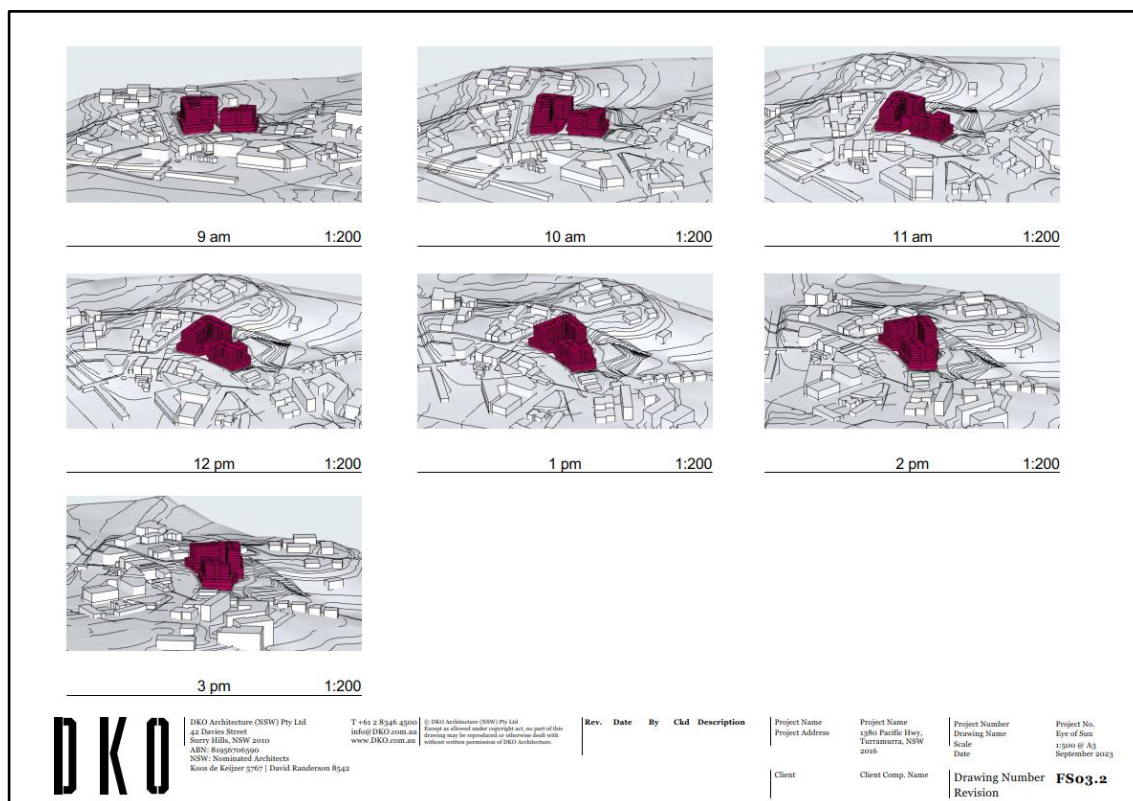 9 am 1:200
10 am 1:200
11 am 1:200
12 pm 1:200
1 pm 1:200
2 pm 1:200
3 pm 1:200
DKO
DKO Architecture (NSW) Pty Ltd
42 Davies Street
Surry Hills, NSW 2010
ABN: 81956706590
NSW: Nominated Architects
Koos de Keijzer 5767 | David Randerson 8542
T +61 2 8346 4500
info@DKO.com.au
www.DKO.com.au
© DKO Architecture (NSW) Pty Ltd
Except as allowed under copyright act, no part of this
drawing may be reproduced or otherwise dealt with
without written permission of DKO Architecture.
Rev. Date By Ckd Description
Project Name Project Name
Project Address 1380 Pacific Hwy,
Turramurra, NSW
2016
Client Client Comp. Name
Project Number Project No.
Drawing Name Eye of Sun
Scale 1:500 @ A3
Date September 2023
Drawing Number FS03.2
Revision